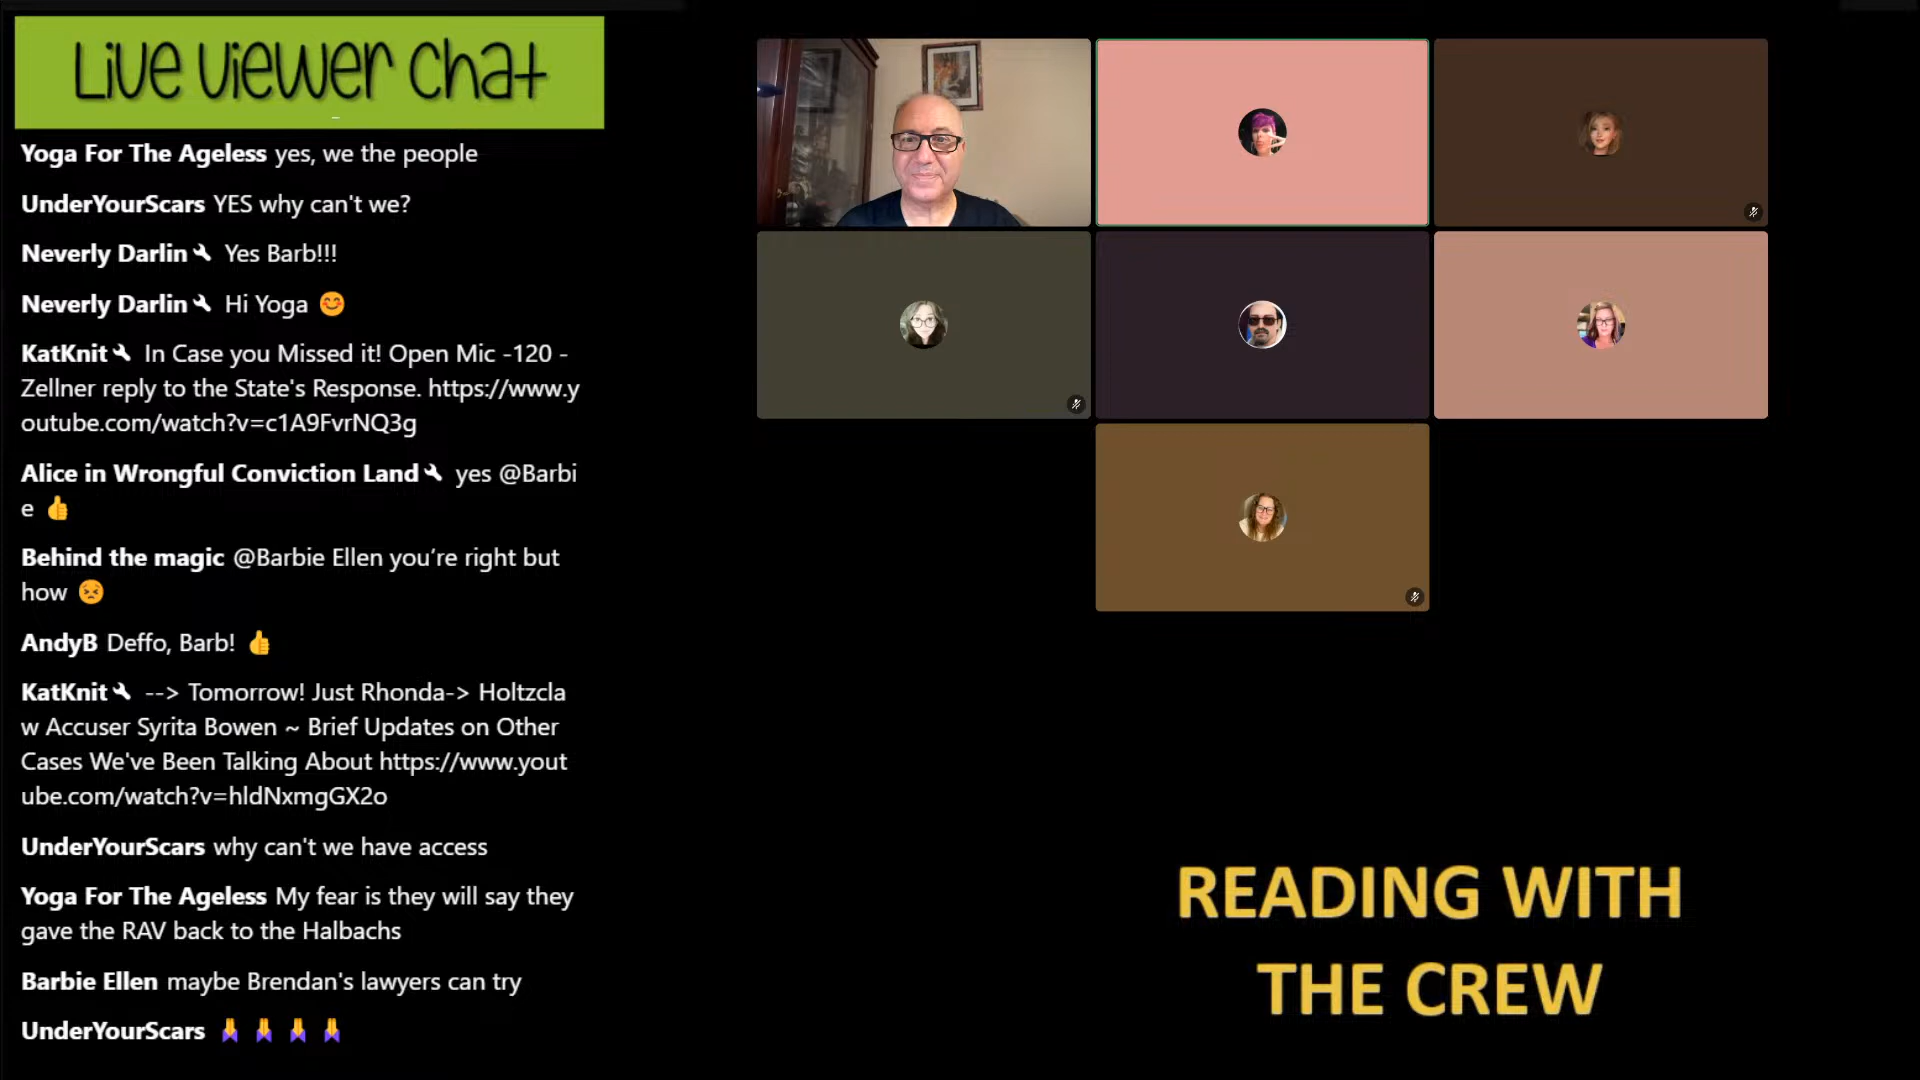 Live Viewer Chat
Yoga For The Ageless yes, we the people
UnderYourScars YES why can't we?
Neverly Darlin Yes Barb!!!
Neverly Darlin Hi Yoga 😊
KatKnit In Case you Missed it! Open Mic -120 -
Zellner reply to the State's Response. https://www.y
outube.com/watch?v=c1A9FvrNQ3g
Alice in Wrongful Conviction Land yes @Barbi
e 👍
Behind the magic @Barbie Ellen you’re right but
how 😣
AndyB Deffo, Barb! 👍
KatKnit --> Tomorrow! Just Rhonda-> Holtzcla
w Accuser Syrita Bowen ~ Brief Updates on Other
Cases We've Been Talking About https://www.yout
ube.com/watch?v=hldNxmgGX2o
UnderYourScars why can't we have access
Yoga For The Ageless My fear is they will say they
gave the RAV back to the Halbachs
Barbie Ellen maybe Brendan's lawyers can try
UnderYourScars 🙏 🙏 🙏 🙏
READING WITH
THE CREW